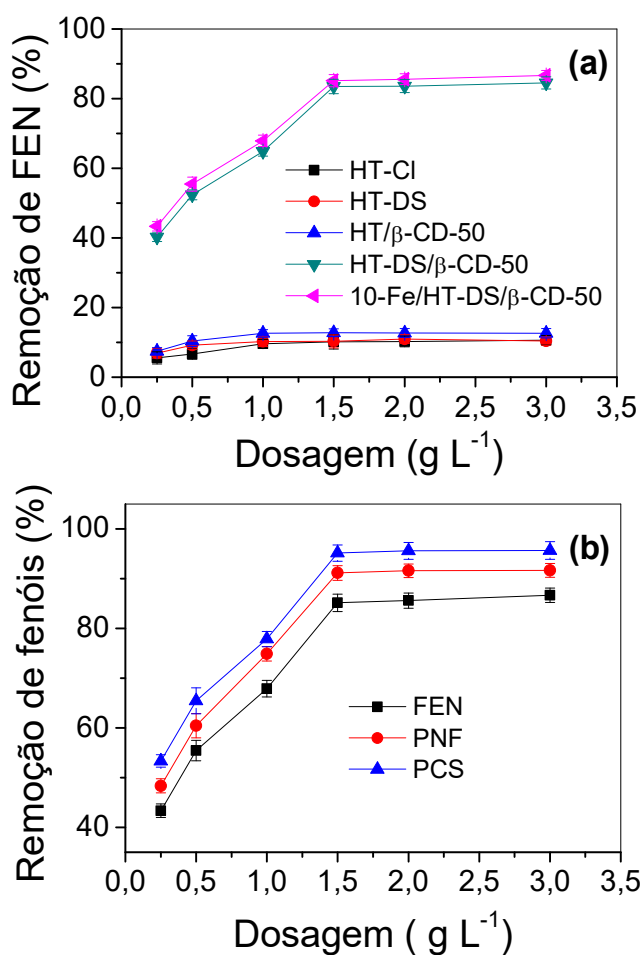 (a)
Remoção de FEN (%)
100
80
60
40
20
0
HT-Cl
HT-DS
HT/β-CD-50
HT-DS/β-CD-50
10-Fe/HT-DS/β-CD-50
0,0 0,5 1,0 1,5 2,0 2,5 3,0 3,5
Dosagem (g L⁻¹)
(b)
Remoção de fenóis (%)
100
80
60
40
FEN
PNF
PCS
0,0 0,5 1,0 1,5 2,0 2,5 3,0 3,5
Dosagem ( g L⁻¹)